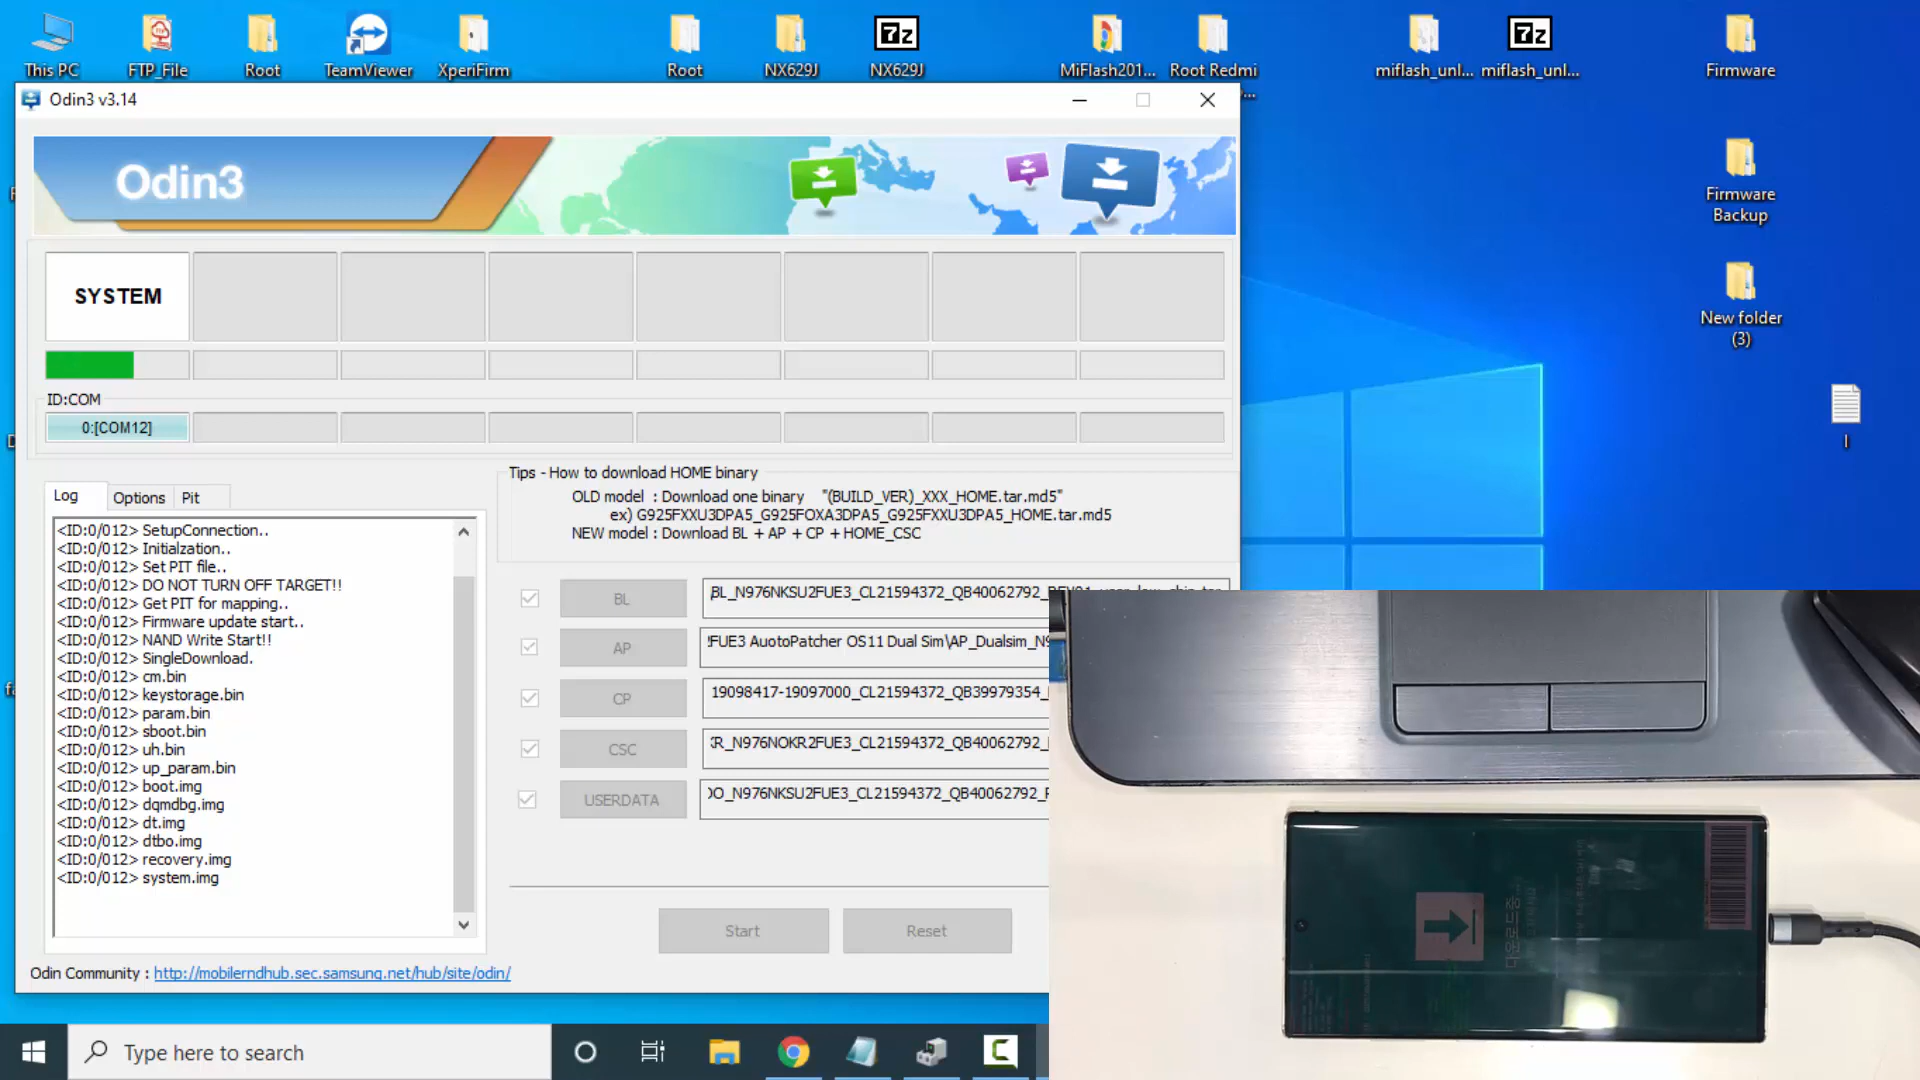 This PC
FTP_File
Root
TeamViewer
XperiFirm
Root
NX629J
NX629J
MiFlash201...
Root Redmi
...
miflash_unl...
miflash_unl...
Firmware
Firmware
Backup
New folder
(3)
I
Odin3 v3.14
Odin3
SYSTEM
ID:COM
0:[COM12]
Log
Options
Pit
<ID:0/012> SetupConnection..
<ID:0/012> Initialzation..
<ID:0/012> Set PIT file..
<ID:0/012> DO NOT TURN OFF TARGET!!
<ID:0/012> Get PIT for mapping..
<ID:0/012> Firmware update start..
<ID:0/012> NAND Write Start!!
<ID:0/012> SingleDownload.
<ID:0/012> cm.bin
<ID:0/012> keystorage.bin
<ID:0/012> param.bin
<ID:0/012> sboot.bin
<ID:0/012> uh.bin
<ID:0/012> up_param.bin
<ID:0/012> boot.img
<ID:0/012> dqmdbg.img
<ID:0/012> dt.img
<ID:0/012> dtbo.img
<ID:0/012> recovery.img
<ID:0/012> system.img
Tips - How to download HOME binary
OLD model : Download one binary "(BUILD_VER)_XXX_HOME.tar.md5"
ex) G925FXXU3DPA5_G925FOXA3DPA5_G925FXXU3DPA5_HOME.tar.md5
NEW model : Download BL + AP + CP + HOME_CSC
BL
BL_N976NKSU2FUE3_CL21594372_QB40062792_
AP
FUE3 AuotoPatcher OS11 Dual Sim\AP_Dualsim_N9
CP
19098417-19097000_CL21594372_QB39979354_
CSC
R_N976NOKR2FUE3_CL21594372_QB40062792_
USERDATA
O_N976NKSU2FUE3_CL21594372_QB40062792_
Start
Reset
Odin Community : http://mobilerndhub.sec.samsung.net/hub/site/odin/
Type here to search